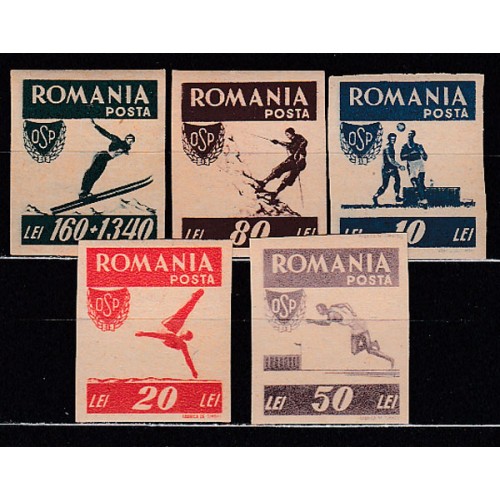 ROMANIA
POSTA
OSP
LEI 160+1.340
ROMANIA
POSTA
OSP
LEI 80 LEI
ROMANIA
POSTA
OSP
LEI 10 LEI
ROMANIA
POSTA
OSP
LEI 20 LEI
ROMANIA
POSTA
OSP
LEI 50 LEI